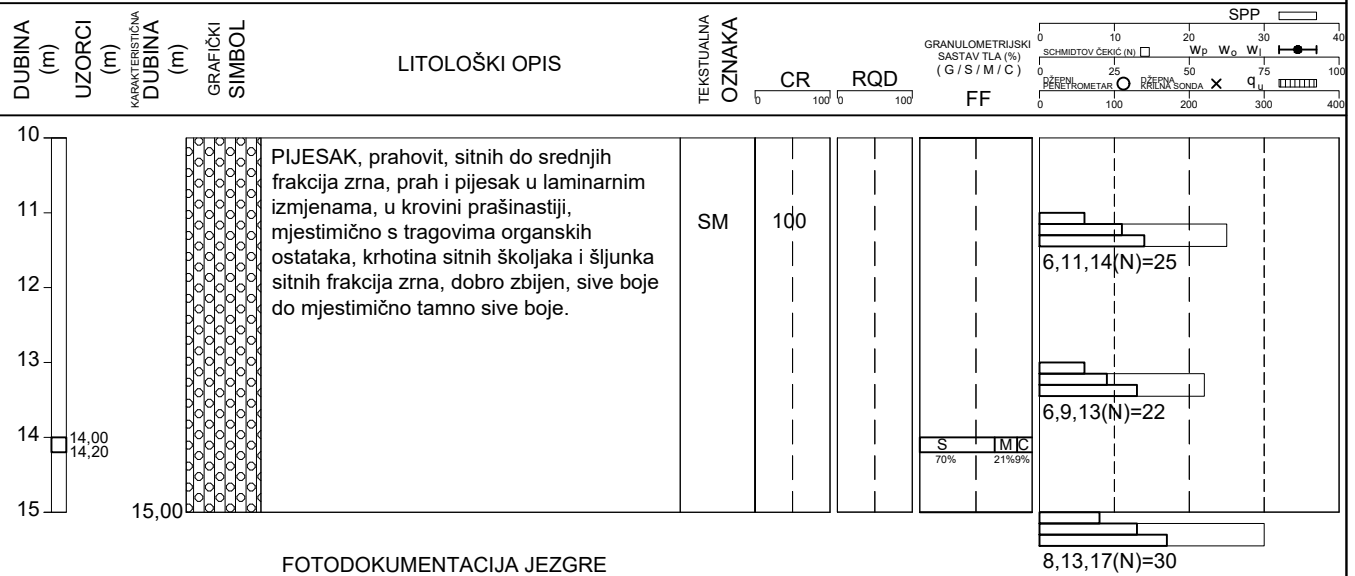 DUBINA
(m)
UZORCI
(m)
KARAKTERISTIČNA
DUBINA
(m)
GRAFIČKI
SIMBOL
LITOLOŠKI OPIS
TEKSTUALNA
OZNAKA
CR
0 100
RQD
0 100
GRANULOMETRIJSKI
SASTAV TLA (%)
( G / S / M / C )
FF
SPP
0 10 20 30 40
SCHMIDTOV ČEKIĆ (N) wP wo wl
0 25 50 75 100
DŽEPNI
PENETROMETAR
DŽEPNA
KRILNA SONDA
qu
0 100 200 300 400
10
11
12
13
14
15
14,00
14,20
15,00
PIJESAK, prahovit, sitnih do srednjih
frakcija zrna, prah i pijesak u laminarnim
izmjenama, u krovini prašinastiji,
mjestimično s tragovima organskih
ostataka, krhotina sitnih školjaka i šljunka
sitnih frakcija zrna, dobro zbijen, sive boje
do mjestimično tamno sive boje.
SM
100
S M C
70% 21% 9%
6,11,14(N)=25
6,9,13(N)=22
8,13,17(N)=30
FOTODOKUMENTACIJA JEZGRE